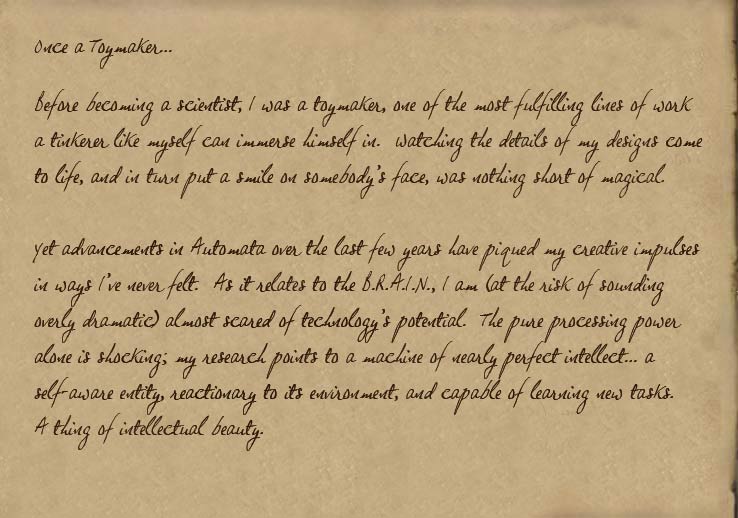 Once a Toymaker...
Before becoming a scientist, I was a toymaker, one of the most fulfilling lines of work
a tinkerer like myself can immerse himself in. Watching the details of my designs come
to life, and in turn put a smile on somebody's face, was nothing short of magical.
Yet advancements in Automata over the last few years have piqued my creative impulses
in ways I've never felt. As it relates to the B.R.A.I.N., I am (at the risk of sounding
overly dramatic) almost scared of technology's potential. The pure processing power
alone is shocking; my research points to a machine of nearly perfect intellect... a
self-aware entity, reactionary to its environment, and capable of learning new tasks.
A thing of intellectual beauty.